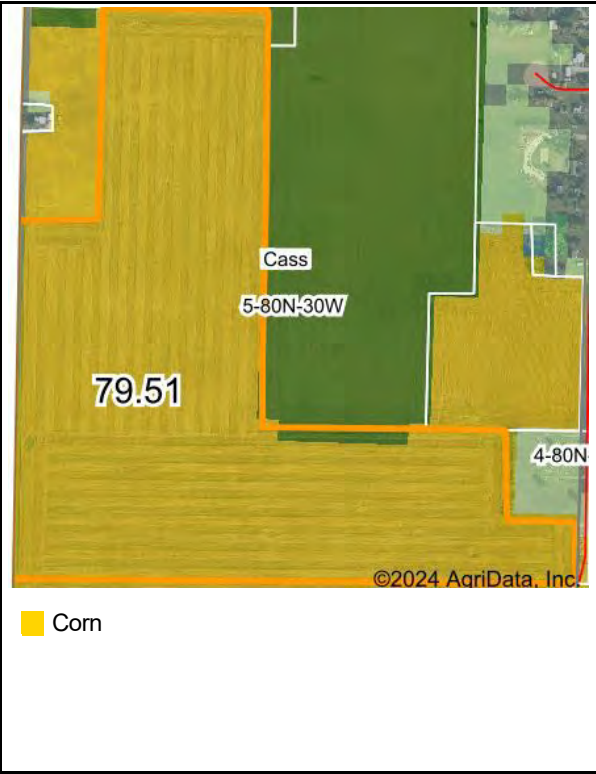 Cass
5-80N-30W
79.51
4-80N-
©2024 AgriData, Inc.
Corn